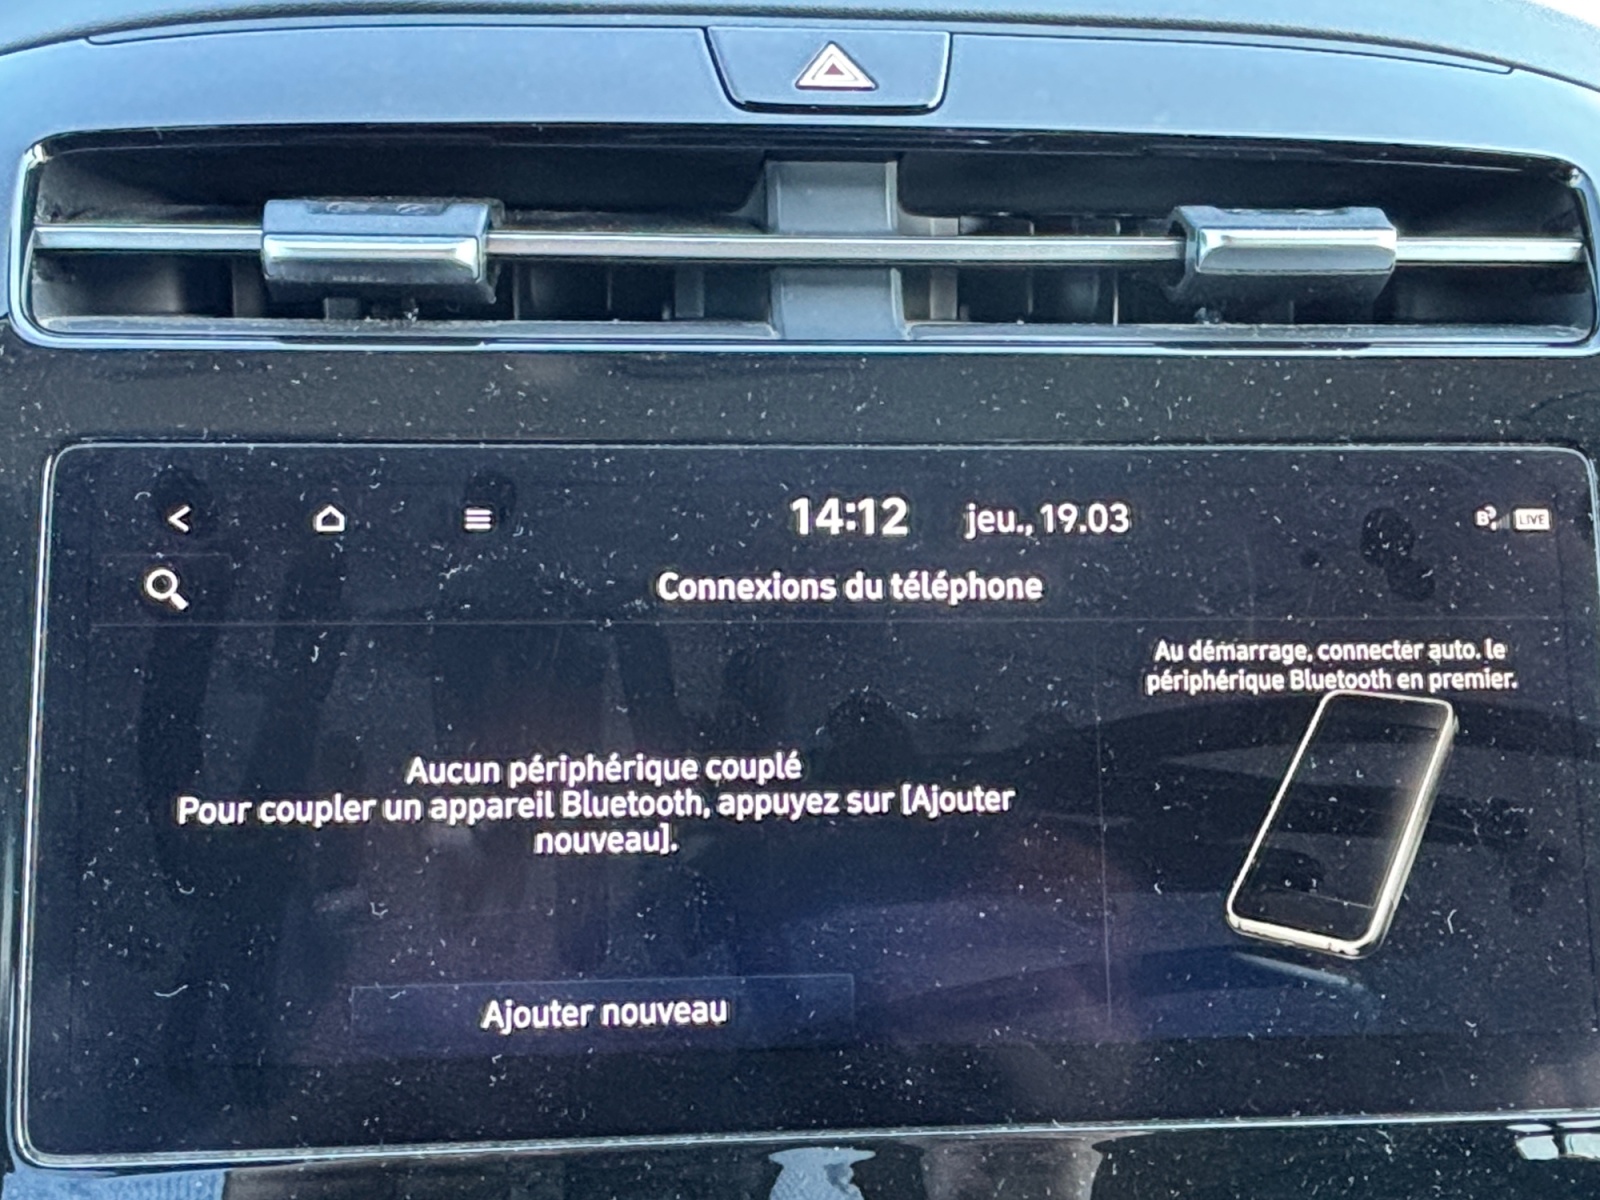 14:12 jeu., 19.03
LIVE
Connexions du téléphone
Au démarrage, connecter auto. le
périphérique Bluetooth en premier.
Aucun périphérique couplé
Pour coupler un appareil Bluetooth, appuyez sur [Ajouter
nouveau].
Ajouter nouveau